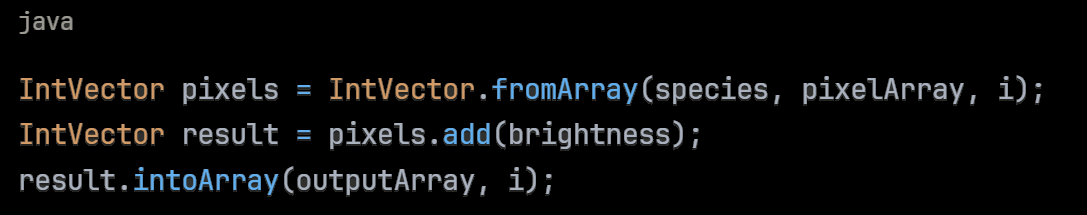 java
IntVector pixels = IntVector.fromArray(species, pixelArray, i);
IntVector result = pixels.add(brightness);
result.intoArray(outputArray, i);